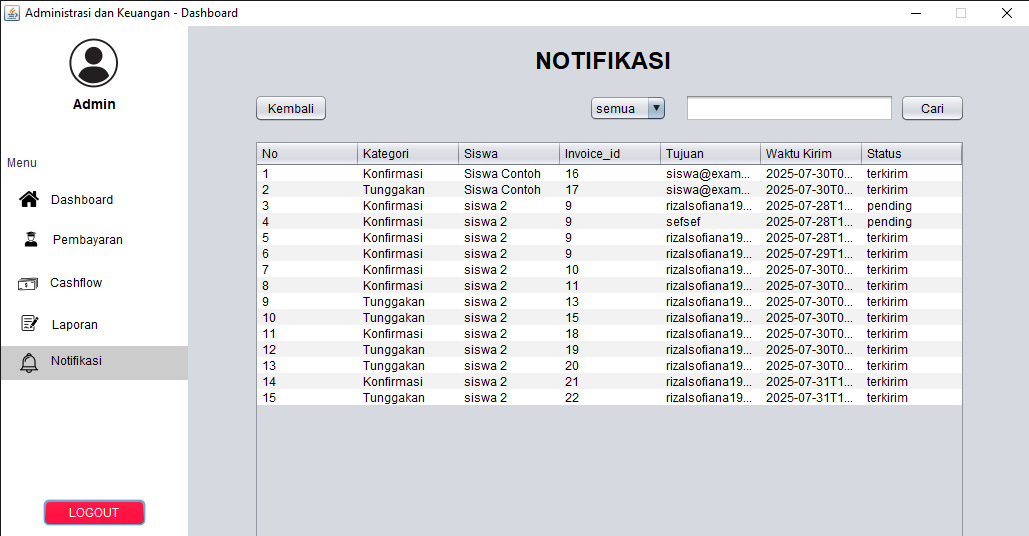 Administrasi dan Keuangan - Dashboard
Admin
Menu
Dashboard
Pembayaran
Cashflow
Laporan
Notifikasi
LOGOUT
NOTIFIKASI
Kembali semua Cari
No Kategori Siswa Invoice_id Tujuan Waktu Kirim Status
1 Konfirmasi Siswa Contoh 16 siswa@exam... 2025-07-30T0... terkirim
2 Tunggakan Siswa Contoh 17 siswa@exam... 2025-07-30T0... terkirim
3 Konfirmasi siswa 2 9 rizalsofiana19... 2025-07-28T1... pending
4 Konfirmasi siswa 2 9 sefsef 2025-07-28T1... pending
5 Konfirmasi siswa 2 9 rizalsofiana19... 2025-07-28T1... terkirim
6 Konfirmasi siswa 2 9 rizalsofiana19... 2025-07-29T1... terkirim
7 Konfirmasi siswa 2 10 rizalsofiana19... 2025-07-30T0... terkirim
8 Konfirmasi siswa 2 11 rizalsofiana19... 2025-07-30T0... terkirim
9 Tunggakan siswa 2 13 rizalsofiana19... 2025-07-30T0... terkirim
10 Tunggakan siswa 2 15 rizalsofiana19... 2025-07-30T0... terkirim
11 Konfirmasi siswa 2 18 rizalsofiana19... 2025-07-30T0... terkirim
12 Tunggakan siswa 2 19 rizalsofiana19... 2025-07-30T0... terkirim
13 Tunggakan siswa 2 20 rizalsofiana19... 2025-07-30T0... terkirim
14 Konfirmasi siswa 2 21 rizalsofiana19... 2025-07-31T1... terkirim
15 Tunggakan siswa 2 22 rizalsofiana19... 2025-07-31T1... terkirim